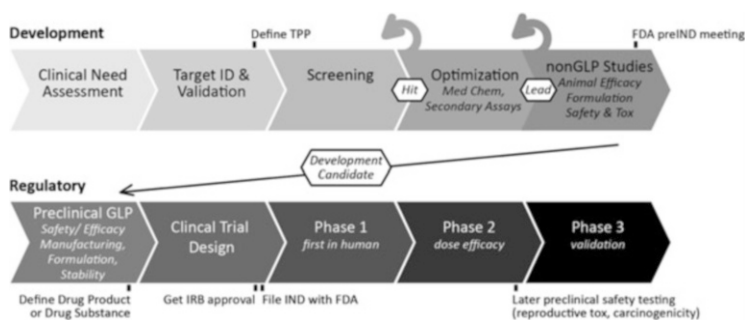 Development
Define TPP
FDA preIND meeting
Clinical Need
Assessment
Target ID &
Validation
Screening
Hit
Optimization
Med Chem,
Secondary Assays
Lead
nonGLP Studies
Animal Efficacy
Formulation
Safety & Tox
Development
Candidate
Regulatory
Preclinical GLP
Safety/ Efficacy
Manufacturing,
Formulation,
Stability
Clincal Trial
Design
Phase 1
first in human
Phase 2
dose efficacy
Phase 3
validation
Define Drug Product
or Drug Substance
Get IRB approval
File IND with FDA
Later preclinical safety testing
(reproductive tox, carcinogenicity)